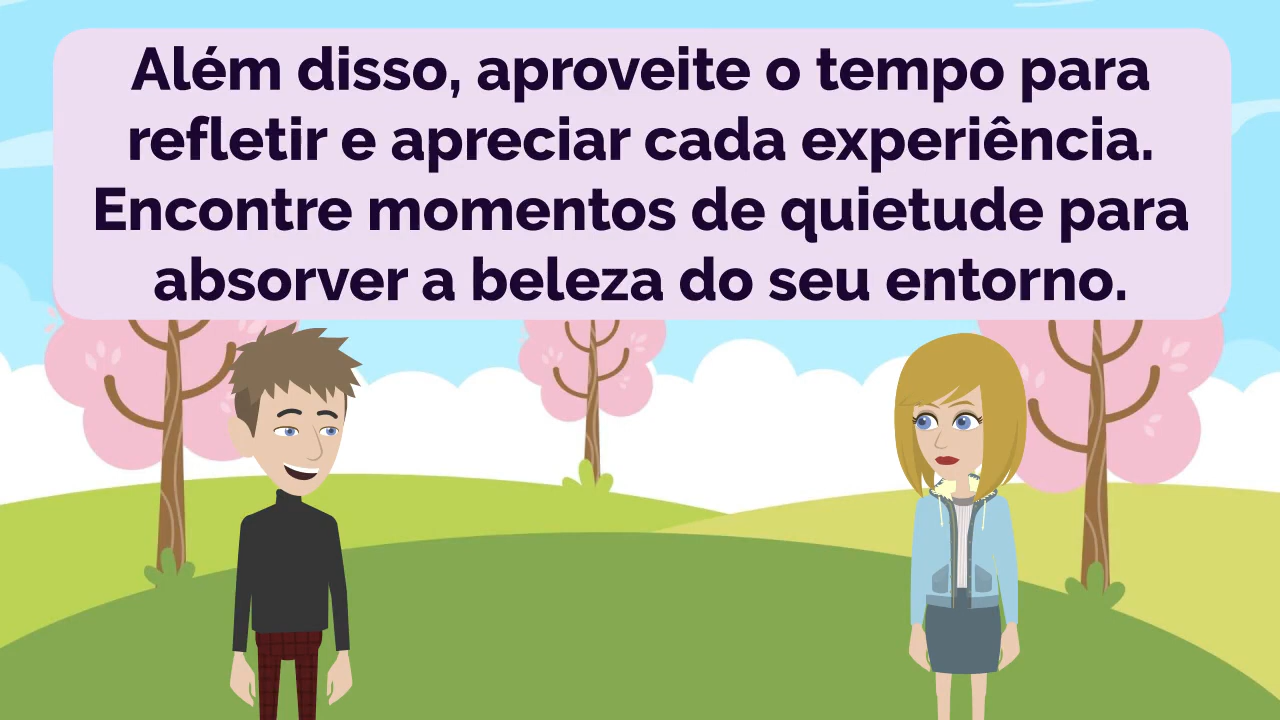 Além disso, aproveite o tempo para
refletir e apreciar cada experiência.
Encontre momentos de quietude para
absorver a beleza do seu entorno.